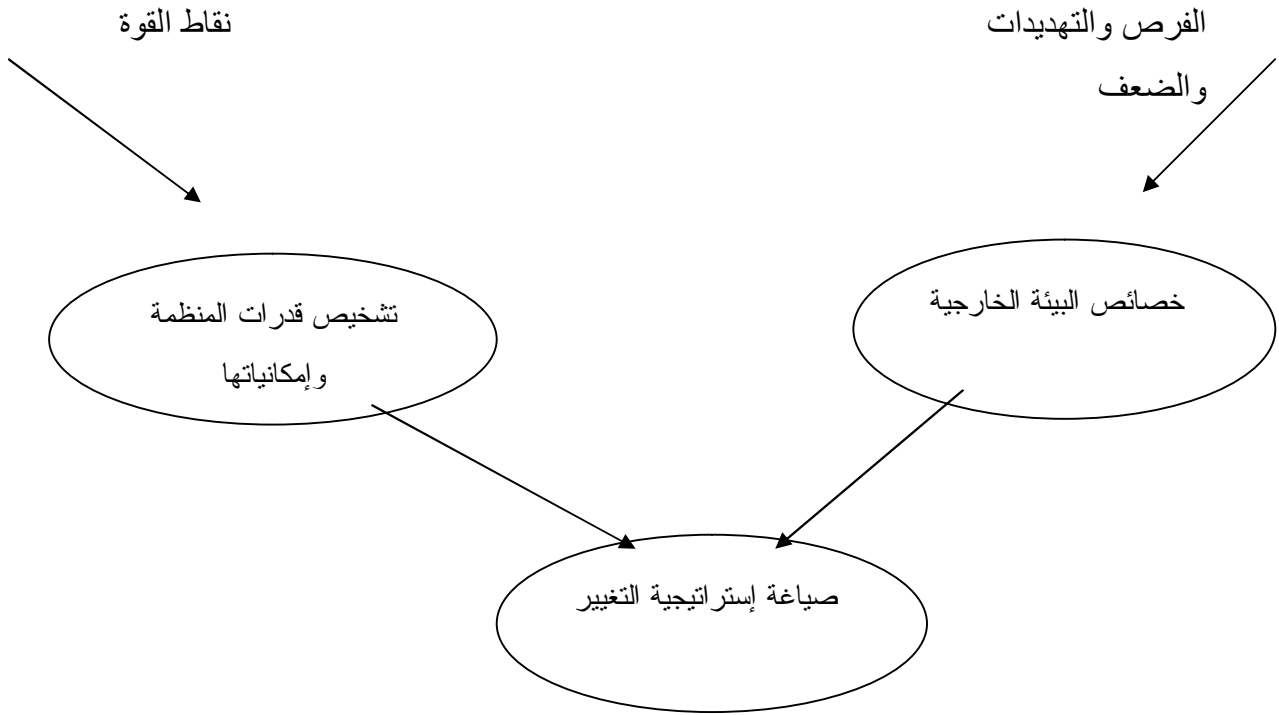 الفرص والتهديدات
والضعف
نقاط القوة
خصائص البيئة الخارجية
تشخيص قدرات المنظمة
وإمكانياتها
صياغة إستراتيجية التغيير